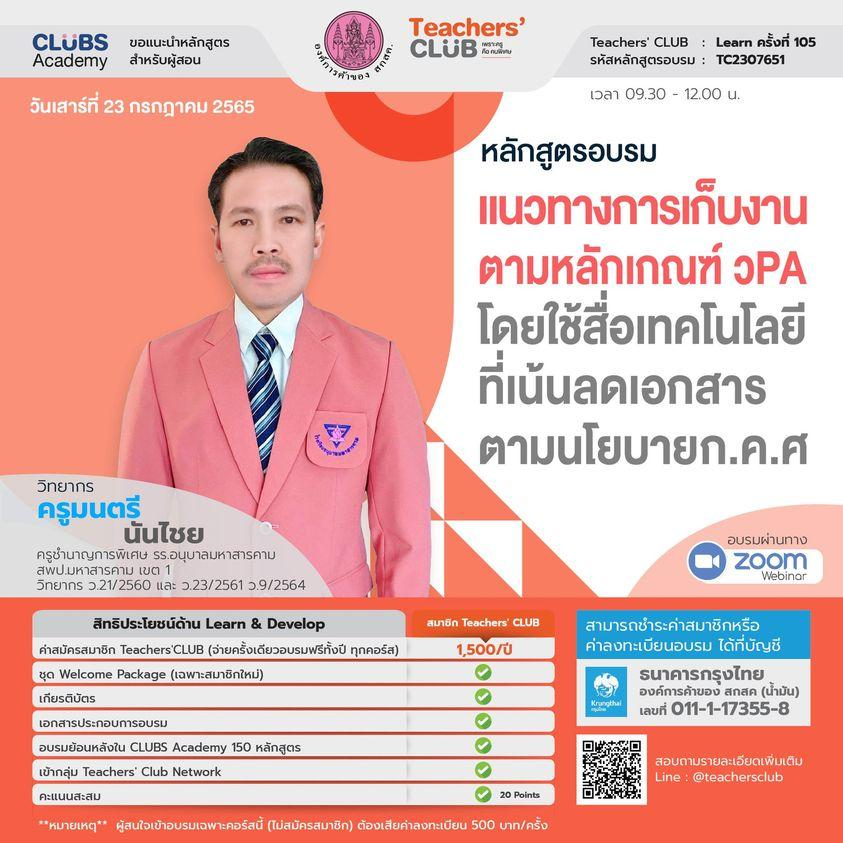 CLUBS
Academy
ขอแนะนำหลักสูตร
สำหรับผู้สอน
องค์การค้าของ สกสค.
Teachers'
CLUB
เพราะครู
คือ คนพิเศษ
Teachers' CLUB : Learn ครั้งที่ 105
รหัสหลักสูตรอบรม : TC2307651
วันเสาร์ที่ 23 กรกฎาคม 2565
เวลา 09.30 - 12.00 น.
หลักสูตรอบรม
แนวทางการเก็บงาน
ตามหลักเกณฑ์ วPA
โดยใช้สื่อเทคโนโลยี
ที่เน้นลดเอกสาร
ตามนโยบายก.ค.ศ
โรงเรียนอนุบาลมหาสารคาม
วิทยากร
ครูมนตรี
นันไชย
ครูชำนาญการพิเศษ รร.อนุบาลมหาสารคาม
สพป.มหาสารคาม เขต 1
วิทยากร ว.21/2560 และ ว.23/2561 ว.9/2564
อบรมผ่านทาง
zoom
Webinar
สิทธิประโยชน์ด้าน Learn & Develop
สมาชิก Teachers' CLUB
ค่าสมัครสมาชิก Teachers'CLUB (จ่ายครั้งเดียวอบรมฟรีทั้งปี ทุกคอร์ส)
1,500/ปี
ชุด Welcome Package (เฉพาะสมาชิกใหม่)
เกียรติบัตร
เอกสารประกอบการอบรม
อบรมย้อนหลังใน CLUBS Academy 150 หลักสูตร
เข้ากลุ่ม Teachers' Club Network
คะแนนสะสม
20 Points
**หมายเหตุ** ผู้สนใจเข้าอบรมเฉพาะคอร์สนี้ (ไม่สมัครสมาชิก) ต้องเสียค่าลงทะเบียน 500 บาท/ครั้ง
สามารถชำระค่าสมาชิกหรือ
ค่าลงทะเบียนอบรม ได้ที่บัญชี
Krungthai
กรุงไทย
ธนาคารกรุงไทย
องค์การค้าของ สกสค (น้ำมัน)
เลขที่ 011-1-17355-8
สอบถามรายละเอียดเพิ่มเติม
Line : @teachersclub